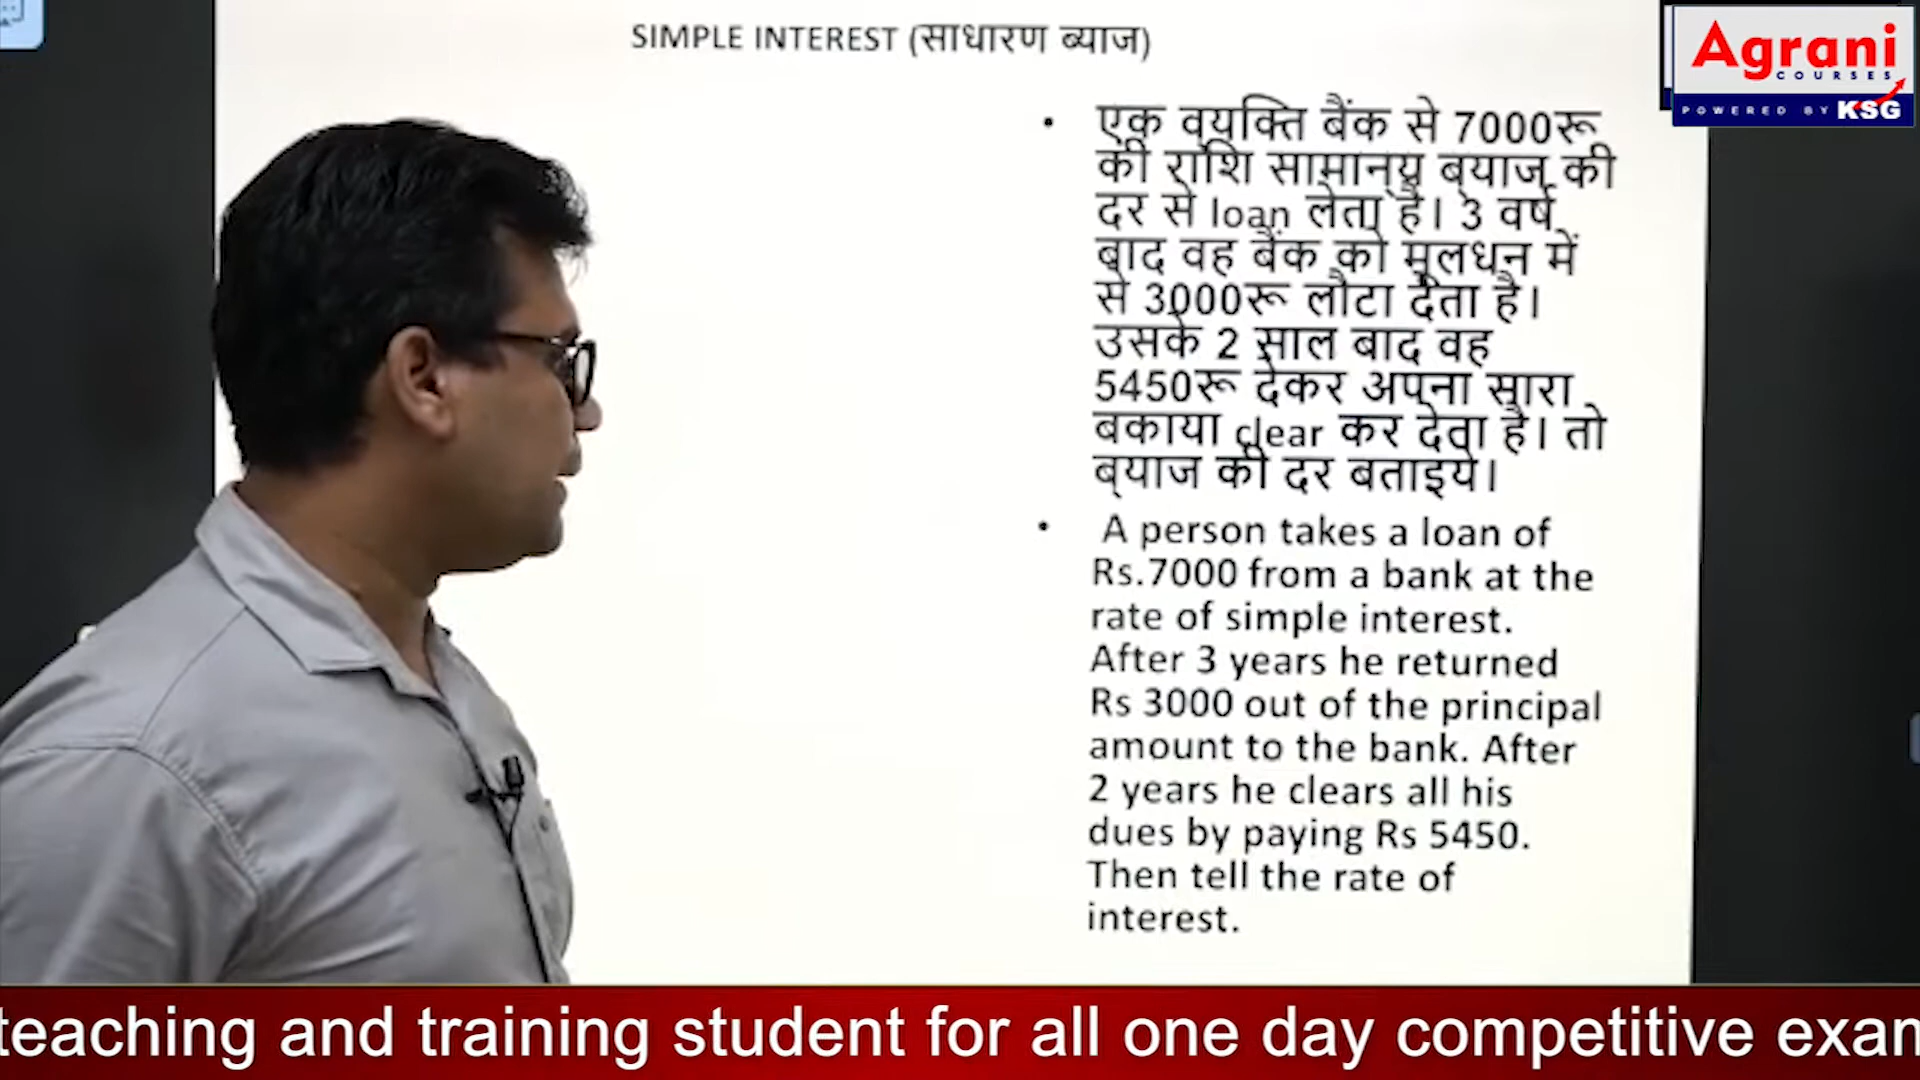 SIMPLE INTEREST (साधारण ब्याज)
Agrani
COURSES
POWERED BY KSG
• एक व्यक्ति बैंक से 7000रू
की राशि सामान्य ब्याज की
दर से loan लेता है। 3 वर्ष
बाद वह बैंक को मूलधन में
से 3000रू लौटा देता है।
उसके 2 साल बाद वह
5450रू देकर अपना सारा
बकाया clear कर देता है। तो
ब्याज की दर बताइये।
• A person takes a loan of
Rs.7000 from a bank at the
rate of simple interest.
After 3 years he returned
Rs 3000 out of the principal
amount to the bank. After
2 years he clears all his
dues by paying Rs 5450.
Then tell the rate of
interest.
teaching and training student for all one day competitive exam